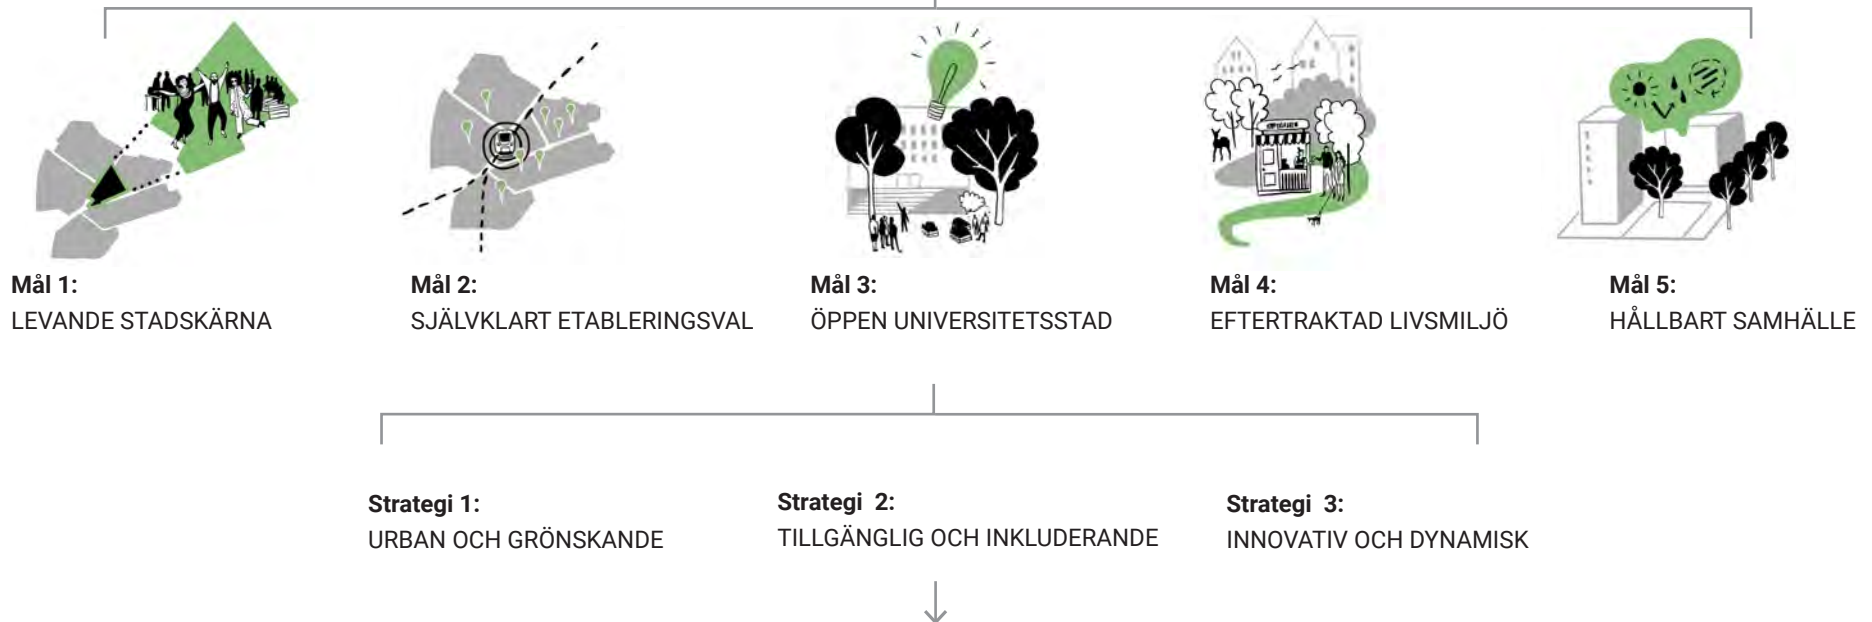 Mål 1:
LEVANDE STADSKÄRNA
Mål 2:
SJÄLVKLART ETABLERINGSVAL
Mål 3:
ÖPPEN UNIVERSITETSSTAD
Mål 4:
EFTERTRAKTAD LIVSMILJÖ
Mål 5:
HÅLLBART SAMHÄLLE
Strategi 1:
URBAN OCH GRÖNSKANDE
Strategi 2:
TILLGÄNGLIG OCH INKLUDERANDE
Strategi 3:
INNOVATIV OCH DYNAMISK